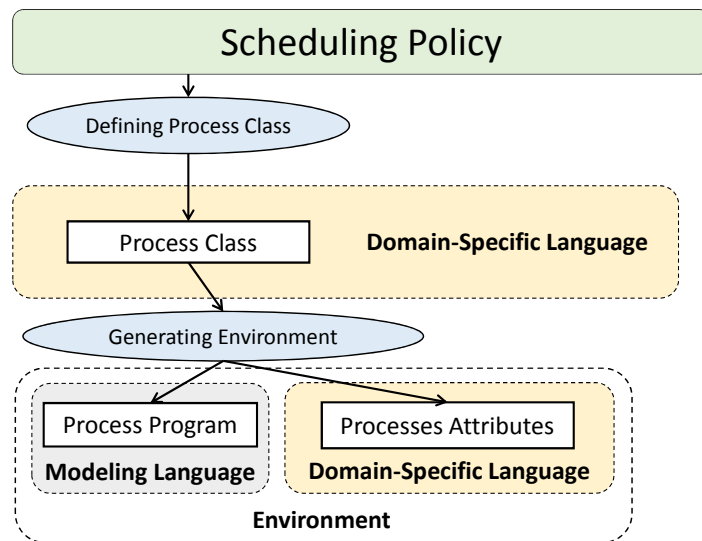 Scheduling Policy
Defining Process Class
Process Class
Domain-Specific Language
Generating Environment
Process Program
Processes Attributes
Modeling Language
Domain-Specific Language
Environment